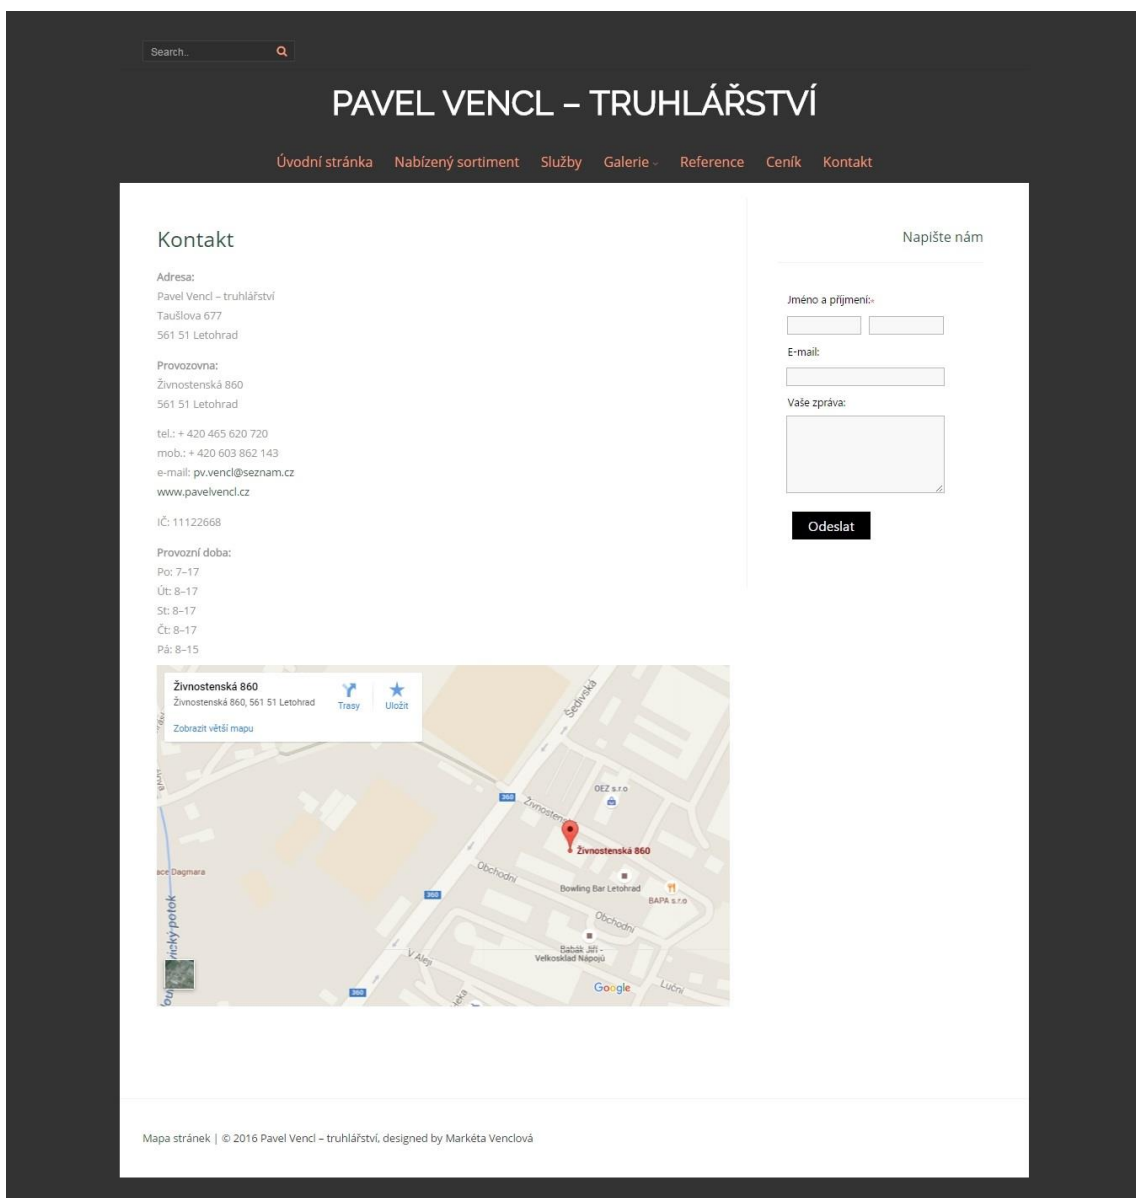 Search..
PAVEL VENCL – TRUHLÁŘSTVÍ
Úvodní stránka Nabízený sortiment Služby Galerie Reference Ceník Kontakt
Kontakt
Adresa:
Pavel Vencl – truhlářství
Taušlova 677
561 51 Letohrad
Provozovna:
Živnostenská 860
561 51 Letohrad
tel.: + 420 465 620 720
mob.: + 420 603 862 143
e-mail: pv.vencl@seznam.cz
www.pavelvencl.cz
IČ: 11122668
Provozní doba:
Po: 7–17
Út: 8–17
St: 8–17
Čt: 8–17
Pá: 8–15
Napište nám
Jméno a příjmení:*
E-mail:
Vaše zpráva:
Odeslat
Živnostenská 860
Živnostenská 860, 561 51 Letohrad
Trasy
Uložit
Zobrazit větší mapu
Šedivská
OEZ s.r.o
360
Živnostenská
Živnostenská 860
Obchodní
Bowling Bar Letohrad
BAPA s.r.o
360
Obchodní
Babák Jiří -
Velkosklad Nápojů
V Aleji
Google
Luční
360
ace Dagmara
potok
Mapa stránek | © 2016 Pavel Vencl – truhlářství, designed by Markéta Venclová